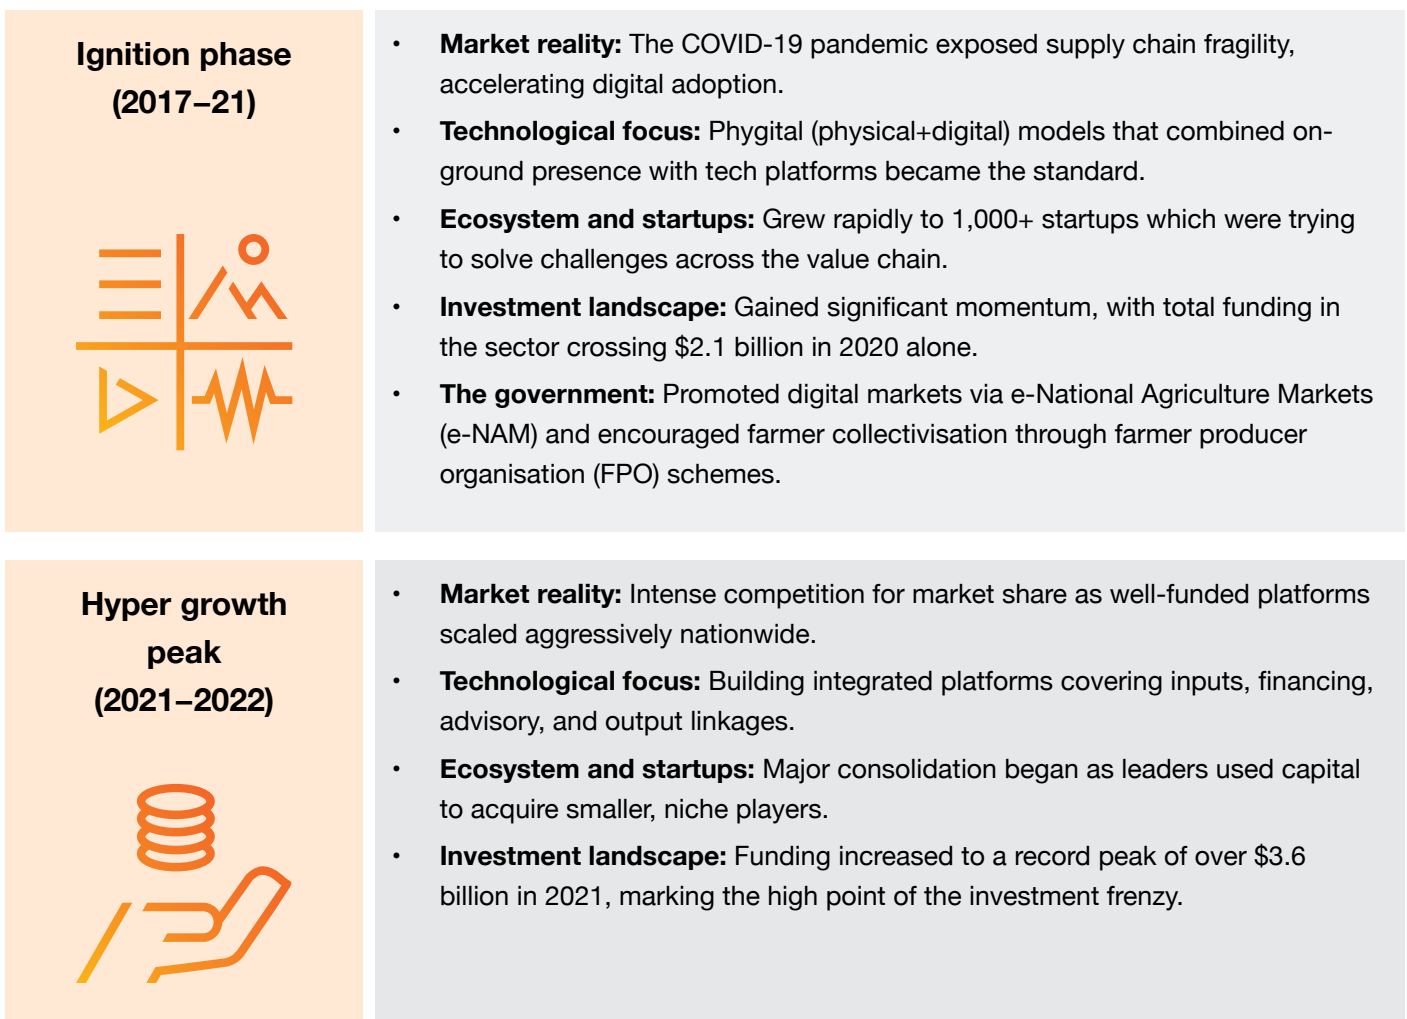 Ignition phase
(2017–21)
• Market reality: The COVID-19 pandemic exposed supply chain fragility,
accelerating digital adoption.
• Technological focus: Phygital (physical+digital) models that combined on-
ground presence with tech platforms became the standard.
• Ecosystem and startups: Grew rapidly to 1,000+ startups which were trying
to solve challenges across the value chain.
• Investment landscape: Gained significant momentum, with total funding in
the sector crossing $2.1 billion in 2020 alone.
• The government: Promoted digital markets via e-National Agriculture Markets
(e-NAM) and encouraged farmer collectivisation through farmer producer
organisation (FPO) schemes.
Hyper growth
peak
(2021–2022)
• Market reality: Intense competition for market share as well-funded platforms
scaled aggressively nationwide.
• Technological focus: Building integrated platforms covering inputs, financing,
advisory, and output linkages.
• Ecosystem and startups: Major consolidation began as leaders used capital
to acquire smaller, niche players.
• Investment landscape: Funding increased to a record peak of over $3.6
billion in 2021, marking the high point of the investment frenzy.